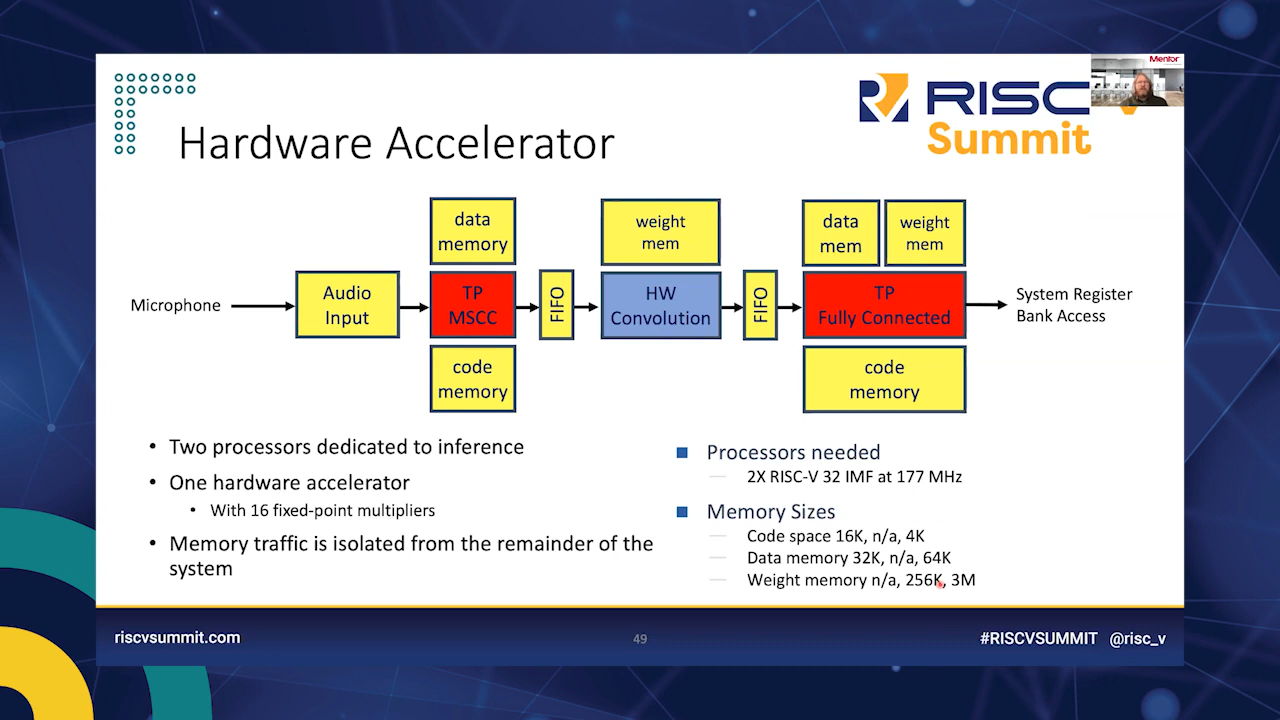 Mentor
RISC
Summit
Hardware Accelerator
data
memory
weight
mem
data
mem
weight
mem
Microphone
Audio
Input
TP
MSCC
FIFO
HW
Convolution
FIFO
TP
Fully Connected
System Register
Bank Access
code
memory
code
memory
• Two processors dedicated to inference
• One hardware accelerator
• With 16 fixed-point multipliers
• Memory traffic is isolated from the remainder of the
system
Processors needed
— 2X RISC-V 32 IMF at 177 MHz
Memory Sizes
— Code space 16K, n/a, 4K
— Data memory 32K, n/a, 64K
— Weight memory n/a, 256K, 3M
riscvsummit.com
49
#RISCVSUMMIT @risc_v